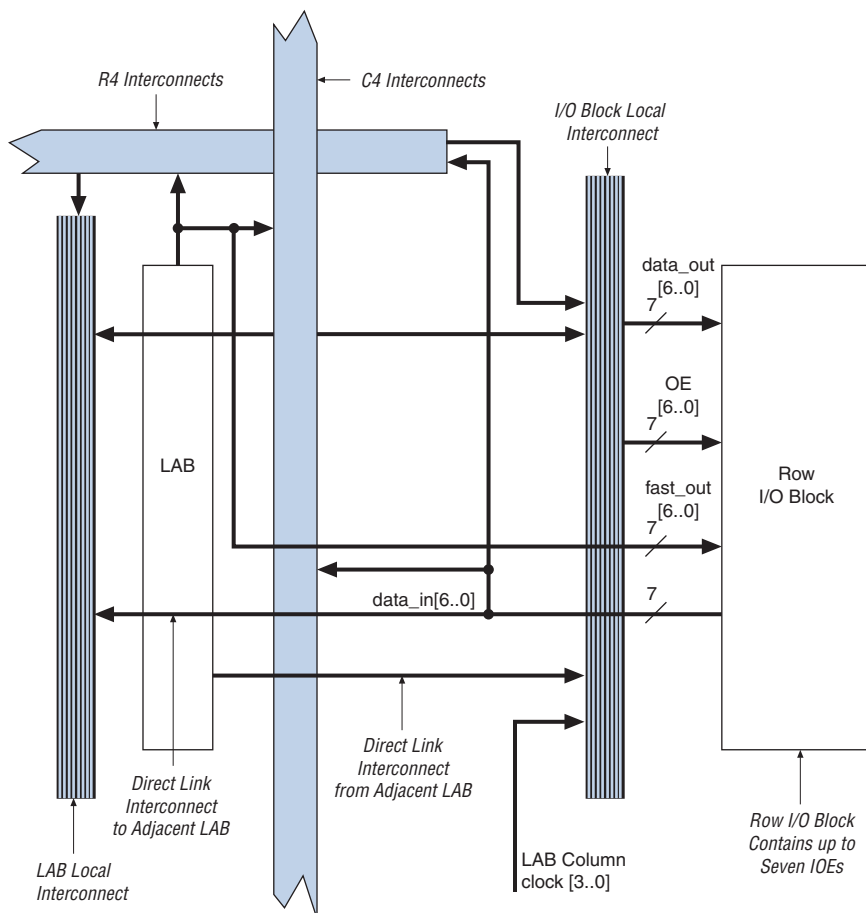 R4 Interconnects
C4 Interconnects
I/O Block Local
Interconnect
data_out
[6..0]
7
OE
[6..0]
7
LAB
Row
I/O Block
fast_out
[6..0]
7
data_in[6..0]
7
Direct Link
Interconnect
to Adjacent LAB
Direct Link
Interconnect
from Adjacent LAB
LAB Local
Interconnect
LAB Column
clock [3..0]
Row I/O Block
Contains up to
Seven IOEs